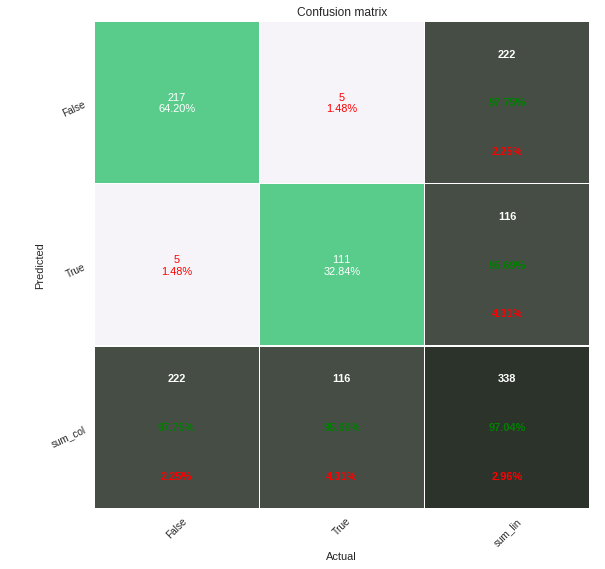 Confusion matrix
222
217
64.20%
5
1.48%
False
2.25%
116
5
1.48%
111
32.84%
True
Predicted
4.31%
222
116
338
97.04%
sum_col
2.25%
4.31%
2.96%
False
True
sum_lin
Actual